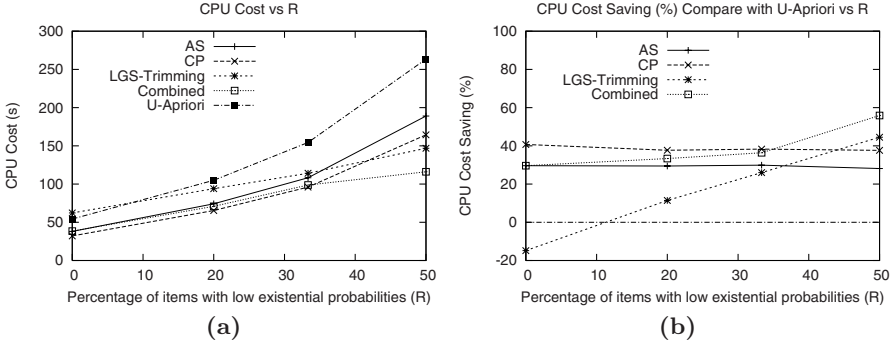 CPU Cost vs R
CPU Cost (s)
300
250
200
150
100
50
0
0 10 20 30 40 50
AS
CP
LGS-Trimming
Combined
U-Apriori
Percentage of items with low existential probabilities (R)
(a)
CPU Cost Saving (%) Compare with U-Apriori vs R
CPU Cost Saving (%)
100
80
60
40
20
0
-20
0 10 20 30 40 50
AS
CP
LGS-Trimming
Combined
Percentage of items with low existential probabilities (R)
(b)